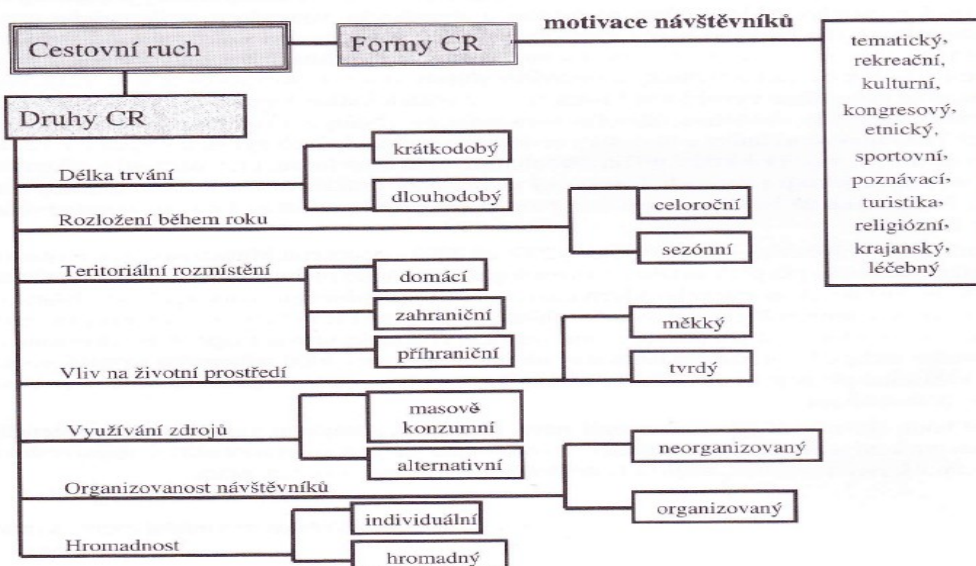 motivace návštěvníků
Cestovní ruch
Formy CR
tematický,
rekreační,
kulturní,
kongresový,
etnický,
sportovní,
poznávací,
turistika,
religiózní,
krajanský,
léčebný
Druhy CR
krátkodobý
Délka trvání
dlouhodobý
Rozložení během roku
celoroční
sezónní
Teritoriální rozmístění
domácí
zahraniční
příhraniční
měkký
Vliv na životní prostředí
tvrdý
masově
konzumní
Využívání zdrojů
alternativní
neorganizovaný
Organizovanost návštěvníků
organizovaný
individuální
Hromadnost
hromadný